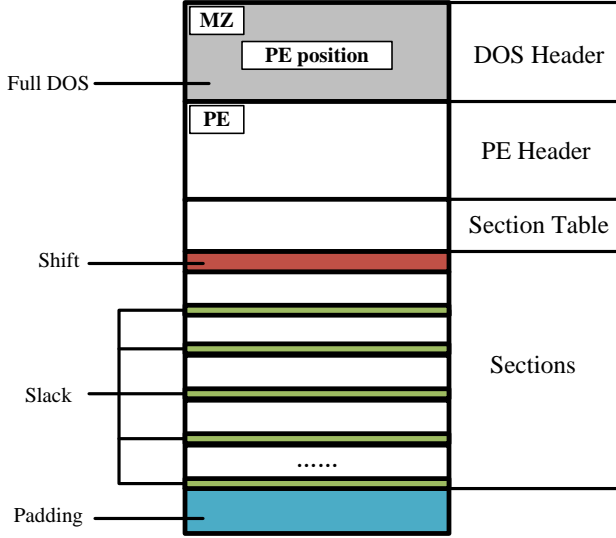 MZ
PE position
DOS Header
Full DOS
PE
PE Header
Section Table
Shift
Sections
Slack
......
Padding